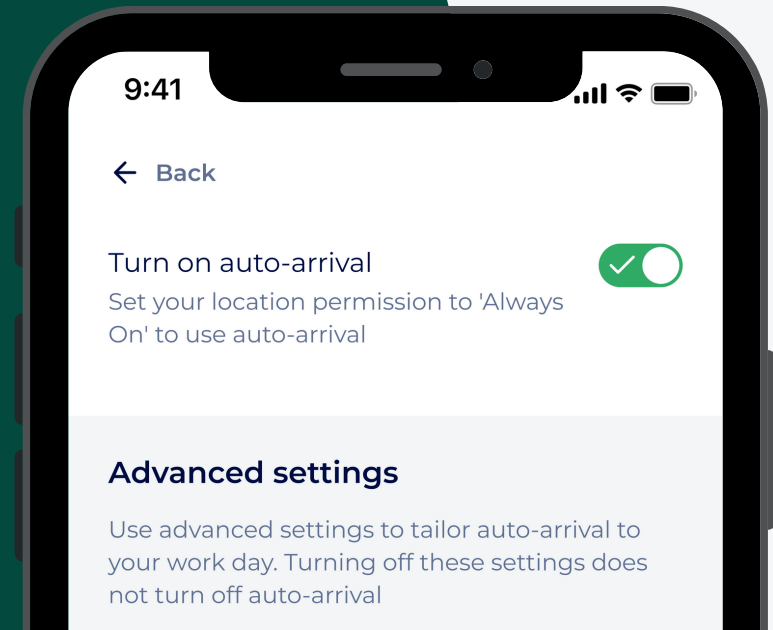 9:41
Back
Turn on auto-arrival
Set your location permission to 'Always
On' to use auto-arrival
Advanced settings
Use advanced settings to tailor auto-arrival to
your work day. Turning off these settings does
not turn off auto-arrival